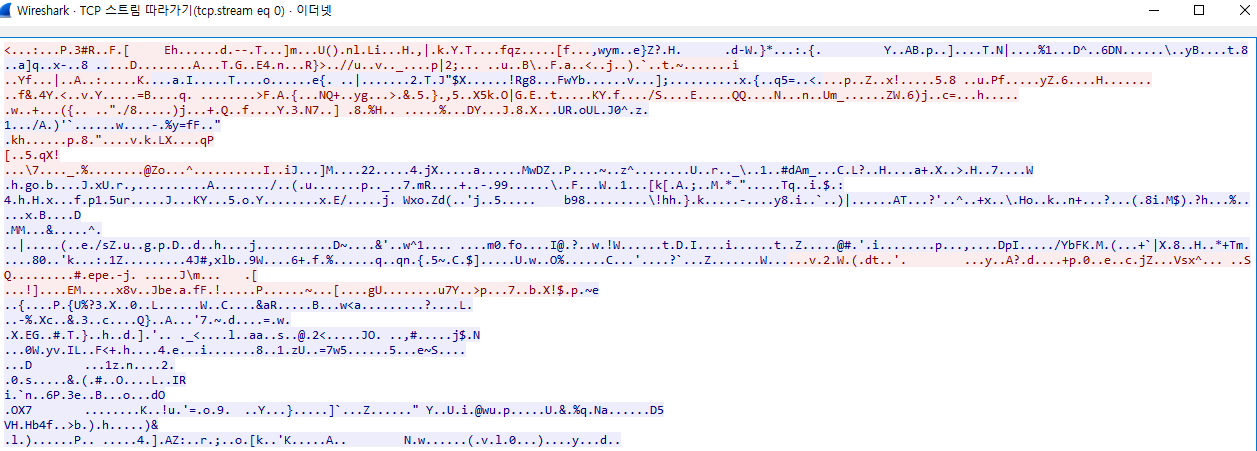 Wireshark · TCP 스트림 따라가기(tcp.stream eq 0) · 이더넷
<...:...P.3#R..F.[     Eh......d.--.T...]m...U().nl.Li...H.,|.k.Y.T....fqz.....[f...,wym..e}Z?.H.      .d-W.}*...:.{.         Y..AB.p..]....T.N|....%1...D^..6DN......\..yB....t.8
..a]q..x-..8  ....D........A...T.G..E4.n...R}>..//u..v.._....p|2;...  ..u..B\..F.a..<..j..).`..t.~......i
..Yf...|..A..:.....K....a.I.....T....o......e{. ...|.......2.T.J"$X......!Rg8...FwYb......v...];..........x.{..q5=..<....p..Z..x!.....5.8 ..u.Pf.....yZ.6....H......
..f&.4Y.<..v.Y.....=B....q. ........>F.A.{...NQ+..yg...>.&.5.}.,5..X5k.O|G.E..t.....KY.f..../S....E.....QQ....N...n..Um_......ZW.6)j..c=...h.....
.w..+...({.. .."./8.....)j...+.Q..f....Y.3.N7..] .8.%H.. .....%...DY...J.8.X...UR.oUL.J0^.z.
1.../A.)'`......w....-.%y=fF.."
.kh......p.8."....v.k.LX....qP
[..5.qX!
...\7...._.%........@Zo...^..........I..iJ...]M....22.....4.jX.....a......MwDZ..P....~..z^.........U..r.._\..1..#dAm_...C.L?..H....a+.X..>.H..7....W
.h.go.b....J.xU.r.,..........A......../../..(.u.......p.._..7.mR....+..-.99......\..F...W..1...[k[.A.;..M.*.".....Tq..i.$.:
4.h.H.x...f.p1.5ur.....J...KY...5.o.Y........x.E/.....j. Wxo.Zd(..'j..5.....    b98.........\!hh.}.k.....-....y8.i..`..)|......AT...?'..^..+x..\.Ho..k..n+...?...(.8i.M$).?h...%..
...x.B....D
.MM...&.....^.
..|.....(..e./sZ.u..g.p.D..d..h....j...........D~....&'..w^1.... ....m0.fo....I@.?..w.!W......t.D.I....i......t..Z.....@#.'.i........p...,....DpI...../YbFK.M.(...+`|X.8..H..*+Tm.
....80..'k...:.1Z........4J#,xlb..9W....6+.f.%......q..qn.{.5~.C.$].....U.w..O%......C...'....?`...Z.......W.....v.2.W.(.dt..'.         ...y..A?.d....+p.0..e..c.jZ...Vsx^... ..S
Q.........#.epe.-j. .....J\m...    .[
...!]....EM.....x8v..Jbe.a.fF.!.....P.....~...[....gU........u7Y..>p...7..b.X!$.p.~e
..{....P.{U%?3.X..0..L.....W..C....&aR.....B...w<a.........?....L.
..-%.Xc..&.3..c....Q}..A...'7.~.d....=.w.
.X.EG..#.T.}..h..d.].'.. ._<....l..aa..s..@.2<.....JO. ..,#.....j$.N
...0W.yv.IL..F<+.h....4.e...i.......8..1.zU..=7w5......5...e~S....
...D        ...1z.n....2.
.0.s.....&.(.#..O....L..IR
i.`n..6P.3e..B...o...dO
.OX7        ........K..!u.'=.o.9.  ..Y...}.....]`...Z......" Y..U.i.@wu.p.....U.&.%q.Na......D5
VH.Hb4f..>b.).h.....)&
.l.)......P.. .....4.].AZ:..r.;..o.[k..'K.....A..        N.w......(.v.l.0...)....y...d..